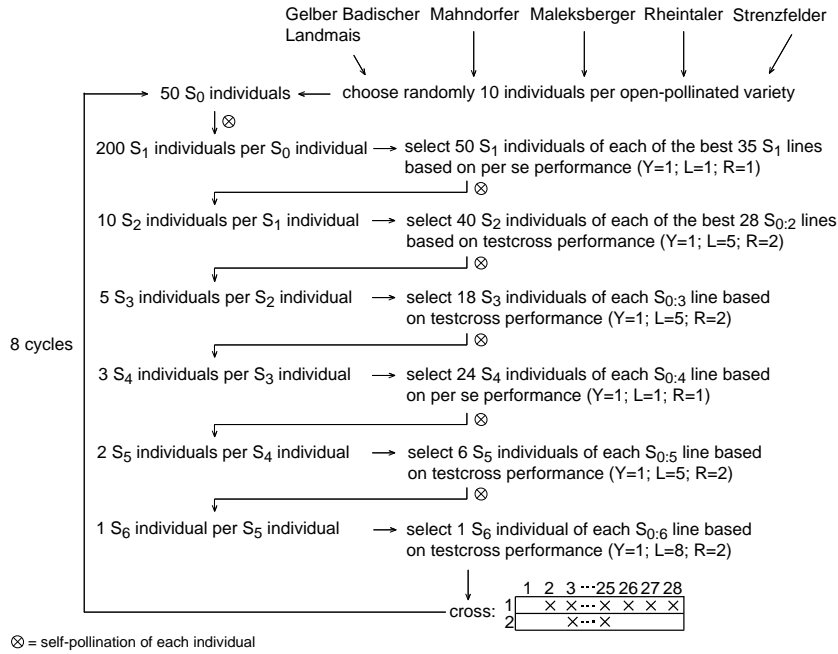 Gelber Badischer Landmais Mahndorfer Maleksberger Rheintaler Strenzfelder
50 S0 individuals
choose randomly 10 individuals per open-pollinated variety
⊗
200 S1 individuals per S0 individual
select 50 S1 individuals of each of the best 35 S1 lines
based on per se performance (Y=1; L=1; R=1)
⊗
10 S2 individuals per S1 individual
select 40 S2 individuals of each of the best 28 S0:2 lines
based on testcross performance (Y=1; L=5; R=2)
⊗
5 S3 individuals per S2 individual
select 18 S3 individuals of each S0:3 line based
on testcross performance (Y=1; L=5; R=2)
⊗
8 cycles
3 S4 individuals per S3 individual
select 24 S4 individuals of each S0:4 line based
on per se performance (Y=1; L=1; R=1)
⊗
2 S5 individuals per S4 individual
select 6 S5 individuals of each S0:5 line based
on testcross performance (Y=1; L=5; R=2)
⊗
1 S6 individual per S5 individual
select 1 S6 individual of each S0:6 line based
on testcross performance (Y=1; L=8; R=2)
1 2 3 ··· 25 26 27 28
cross: 1 × × ··· × × × ×
2 × ··· ×
⊗ = self-pollination of each individual